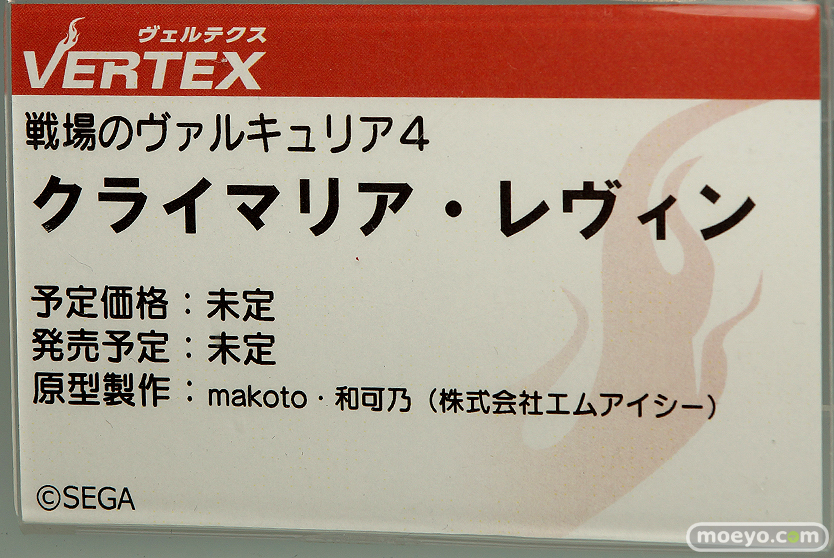 ヴェルテクス
VERTEX
戦場のヴァルキュリア4
クライマリア・レヴィン
予定価格：未定
発売予定：未定
原型製作：makoto・和可乃（株式会社エムアイシー）
©SEGA
moeyo.com